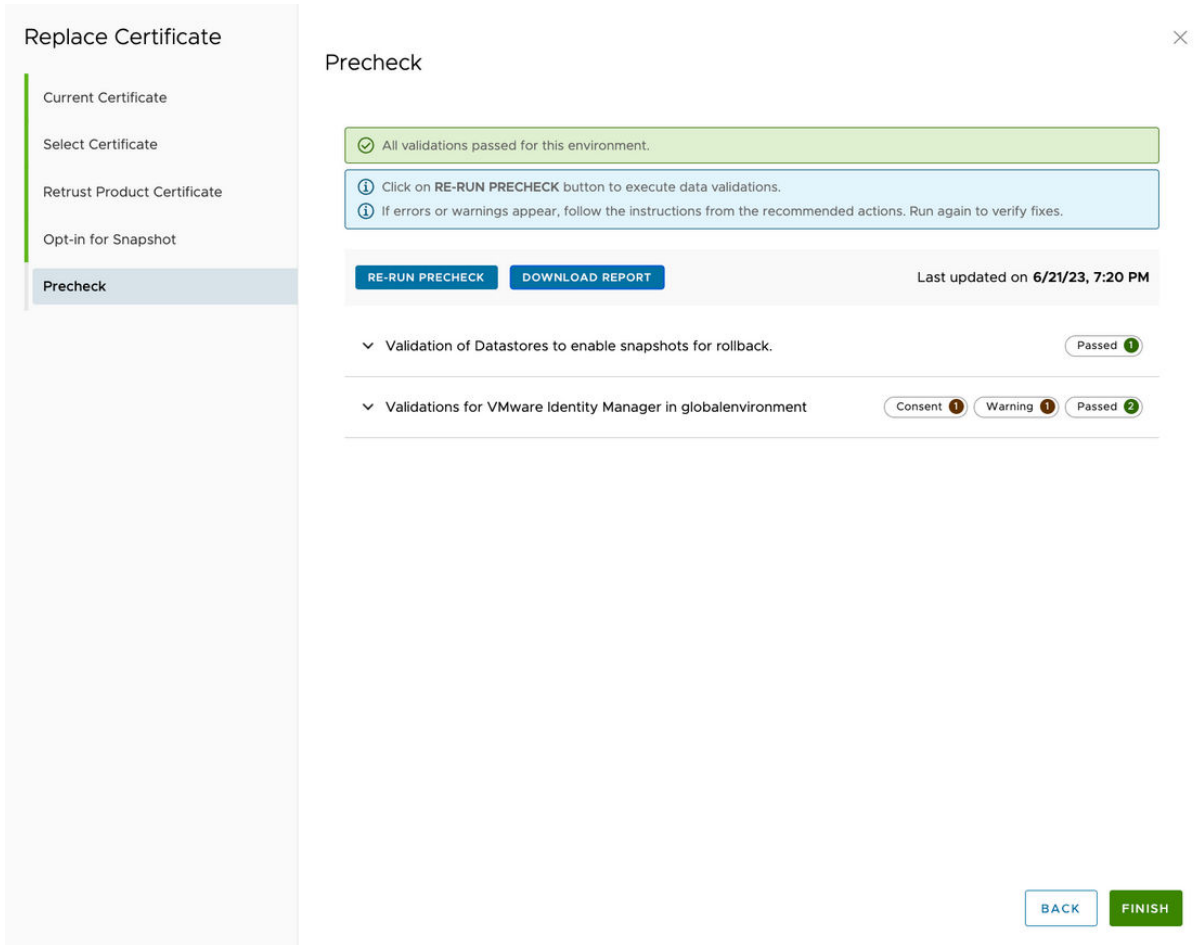 Replace Certificate
Current Certificate
Select Certificate
Retrust Product Certificate
Opt-in for Snapshot
Precheck
Precheck
All validations passed for this environment.
Click on RE-RUN PRECHECK button to execute data validations.
If errors or warnings appear, follow the instructions from the recommended actions. Run again to verify fixes.
RE-RUN PRECHECK DOWNLOAD REPORT Last updated on 6/21/23, 7:20 PM
Validation of Datastores to enable snapshots for rollback. Passed 1
Validations for VMware Identity Manager in globalenvironment Consent 1 Warning 1 Passed 2
BACK FINISH